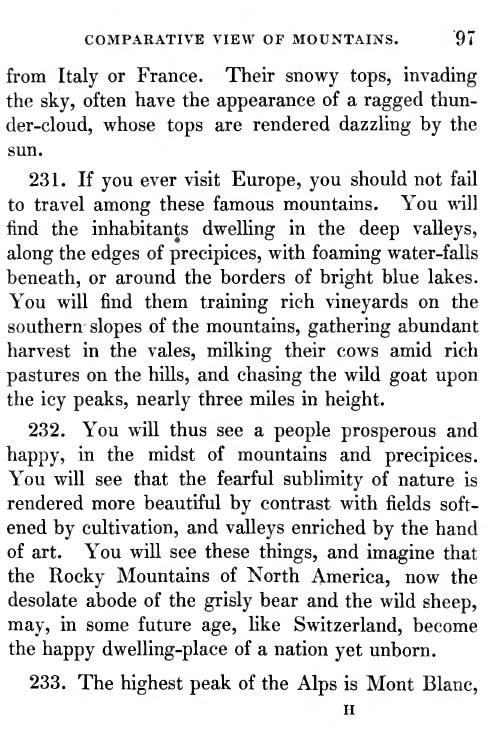 COMPARATIVE VIEW OF MOUNTAINS. 97
from Italy or France. Their snowy tops, invading
the sky, often have the appearance of a ragged thun-
der-cloud, whose tops are rendered dazzling by the
sun.
231. If you ever visit Europe, you should not fail
to travel among these famous mountains. You will
find the inhabitants dwelling in the deep valleys,
along the edges of precipices, with foaming water-falls
beneath, or around the borders of bright blue lakes.
You will find them training rich vineyards on the
southern slopes of the mountains, gathering abundant
harvest in the vales, milking their cows amid rich
pastures on the hills, and chasing the wild goat upon
the icy peaks, nearly three miles in height.
232. You will thus see a people prosperous and
happy, in the midst of mountains and precipices.
You will see that the fearful sublimity of nature is
rendered more beautiful by contrast with fields soft-
ened by cultivation, and valleys enriched by the hand
of art. You will see these things, and imagine that
the Rocky Mountains of North America, now the
desolate abode of the grisly bear and the wild sheep,
may, in some future age, like Switzerland, become
the happy dwelling-place of a nation yet unborn.
233. The highest peak of the Alps is Mont Blanc,
H